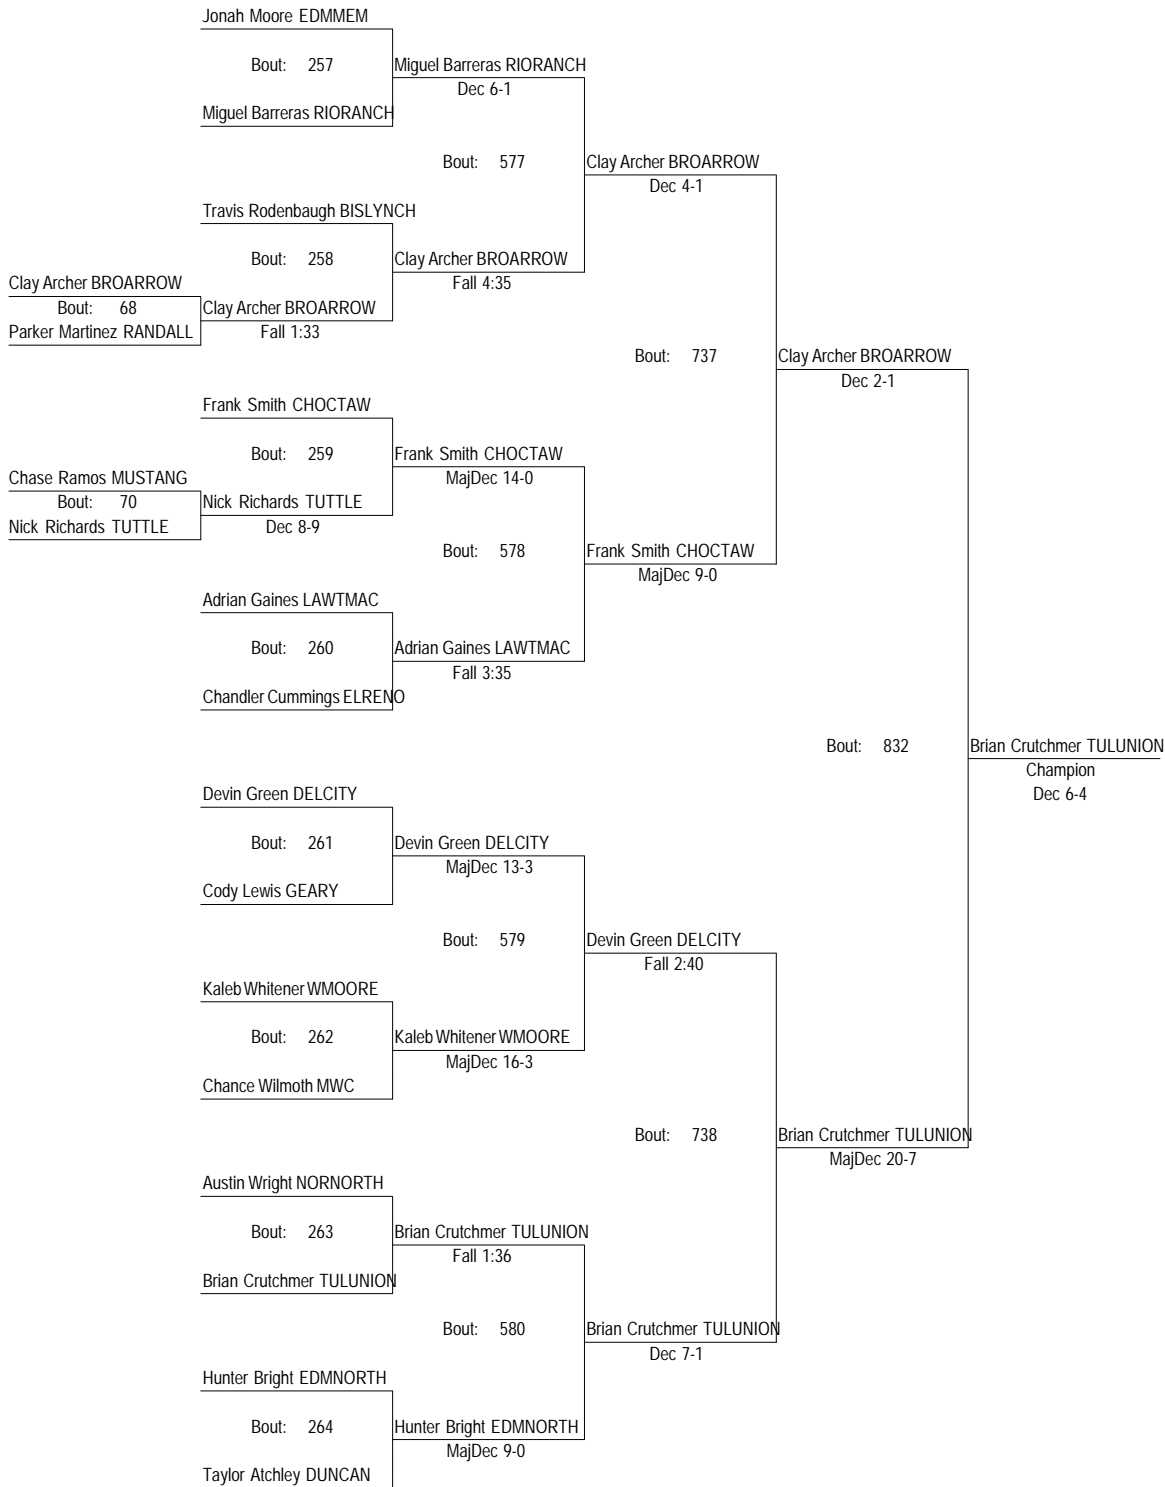 Jonah Moore EDMMEM
Bout: 257
Miguel Barreras RIORANCH
Dec 6-1
Miguel Barreras RIORANCH
Bout: 577
Clay Archer BROARROW
Dec 4-1
Travis Rodenbaugh BISLYNCH
Bout: 258
Clay Archer BROARROW
Fall 4:35
Clay Archer BROARROW
Bout: 68
Clay Archer BROARROW
Fall 1:33
Parker Martinez RANDALL
Bout: 737
Clay Archer BROARROW
Dec 2-1
Frank Smith CHOCTAW
Bout: 259
Frank Smith CHOCTAW
MajDec 14-0
Chase Ramos MUSTANG
Bout: 70
Nick Richards TUTTLE
Dec 8-9
Nick Richards TUTTLE
Bout: 578
Frank Smith CHOCTAW
MajDec 9-0
Adrian Gaines LAWTMAC
Bout: 260
Adrian Gaines LAWTMAC
Fall 3:35
Chandler Cummings ELRENO
Bout: 832
Brian Crutchmer TULUNION
Champion
Dec 6-4
Devin Green DELCITY
Bout: 261
Devin Green DELCITY
MajDec 13-3
Cody Lewis GEARY
Bout: 579
Devin Green DELCITY
Fall 2:40
Kaleb Whitener WMOORE
Bout: 262
Kaleb Whitener WMOORE
MajDec 16-3
Chance Wilmoth MWC
Bout: 738
Brian Crutchmer TULUNION
MajDec 20-7
Austin Wright NORNORTH
Bout: 263
Brian Crutchmer TULUNION
Fall 1:36
Brian Crutchmer TULUNION
Bout: 580
Brian Crutchmer TULUNION
Dec 7-1
Hunter Bright EDMNORTH
Bout: 264
Hunter Bright EDMNORTH
MajDec 9-0
Taylor Atchley DUNCAN